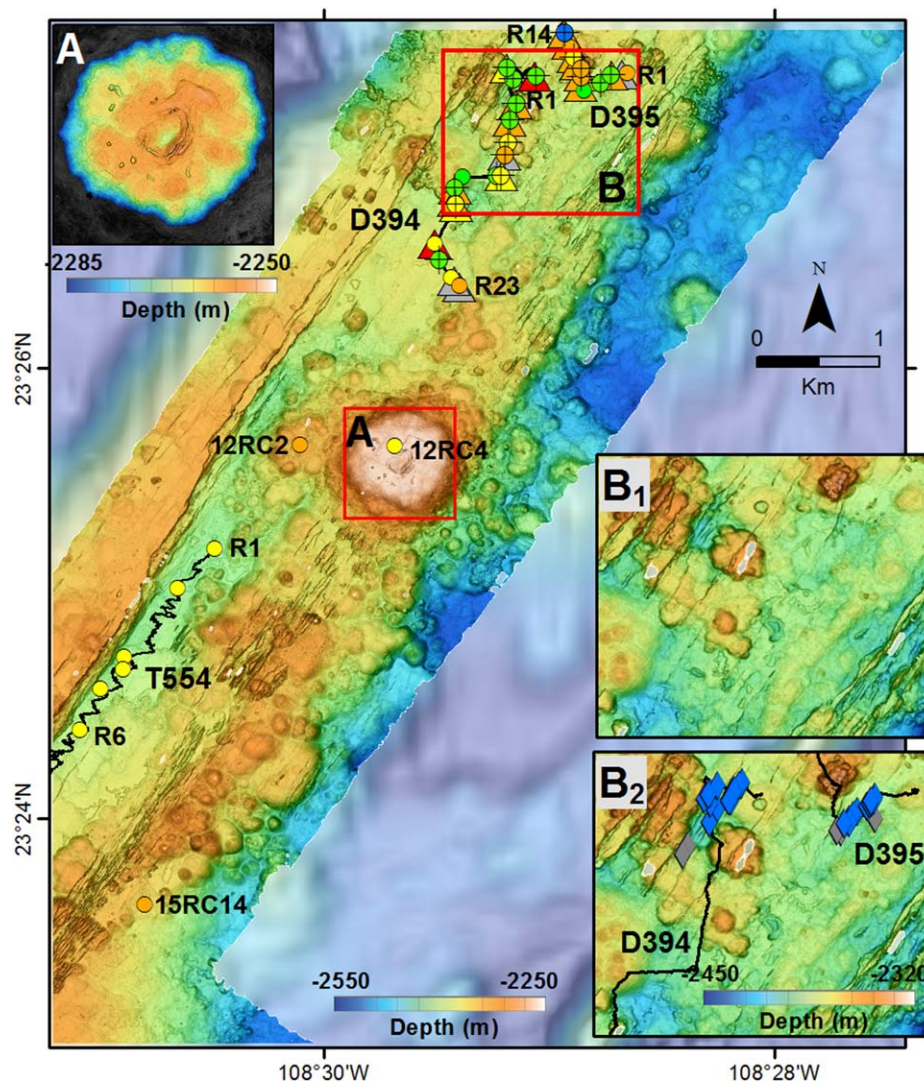 A
-2285
-2250
Depth (m)
R14
R1
R1
D395
B
D394
R23
N
0
1
Km
23°26'N
A
12RC2
12RC4
R1
T554
R6
B1
23°24'N
B2
D395
D394
15RC14
-2550
-2250
Depth (m)
-2450
-2320
Depth (m)
108°30'W
108°28'W